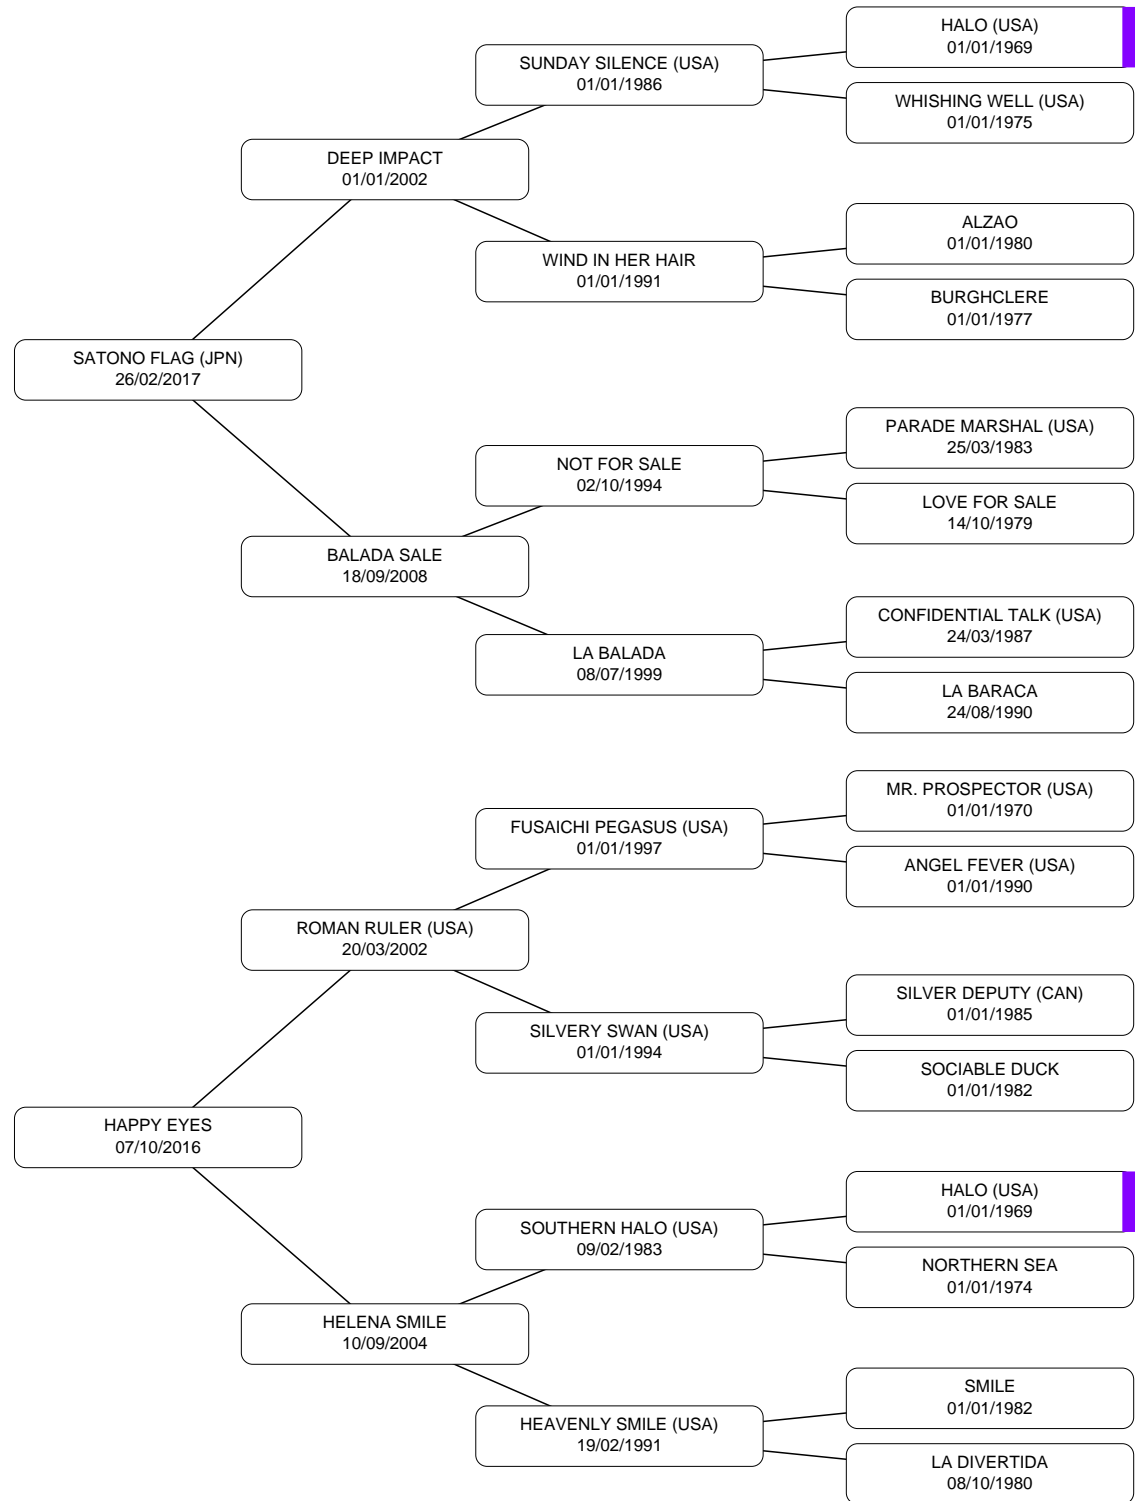 HALO (USA)
01/01/1969
SUNDAY SILENCE (USA)
01/01/1986
WHISHING WELL (USA)
01/01/1975
DEEP IMPACT
01/01/2002
ALZAO
01/01/1980
WIND IN HER HAIR
01/01/1991
BURGHCLERE
01/01/1977
SATONO FLAG (JPN)
26/02/2017
PARADE MARSHAL (USA)
25/03/1983
NOT FOR SALE
02/10/1994
LOVE FOR SALE
14/10/1979
BALADA SALE
18/09/2008
CONFIDENTIAL TALK (USA)
24/03/1987
LA BALADA
08/07/1999
LA BARACA
24/08/1990
MR. PROSPECTOR (USA)
01/01/1970
FUSAICHI PEGASUS (USA)
01/01/1997
ANGEL FEVER (USA)
01/01/1990
ROMAN RULER (USA)
20/03/2002
SILVER DEPUTY (CAN)
01/01/1985
SILVERY SWAN (USA)
01/01/1994
SOCIABLE DUCK
01/01/1982
HAPPY EYES
07/10/2016
HALO (USA)
01/01/1969
SOUTHERN HALO (USA)
09/02/1983
NORTHERN SEA
01/01/1974
HELENA SMILE
10/09/2004
SMILE
01/01/1982
HEAVENLY SMILE (USA)
19/02/1991
LA DIVERTIDA
08/10/1980